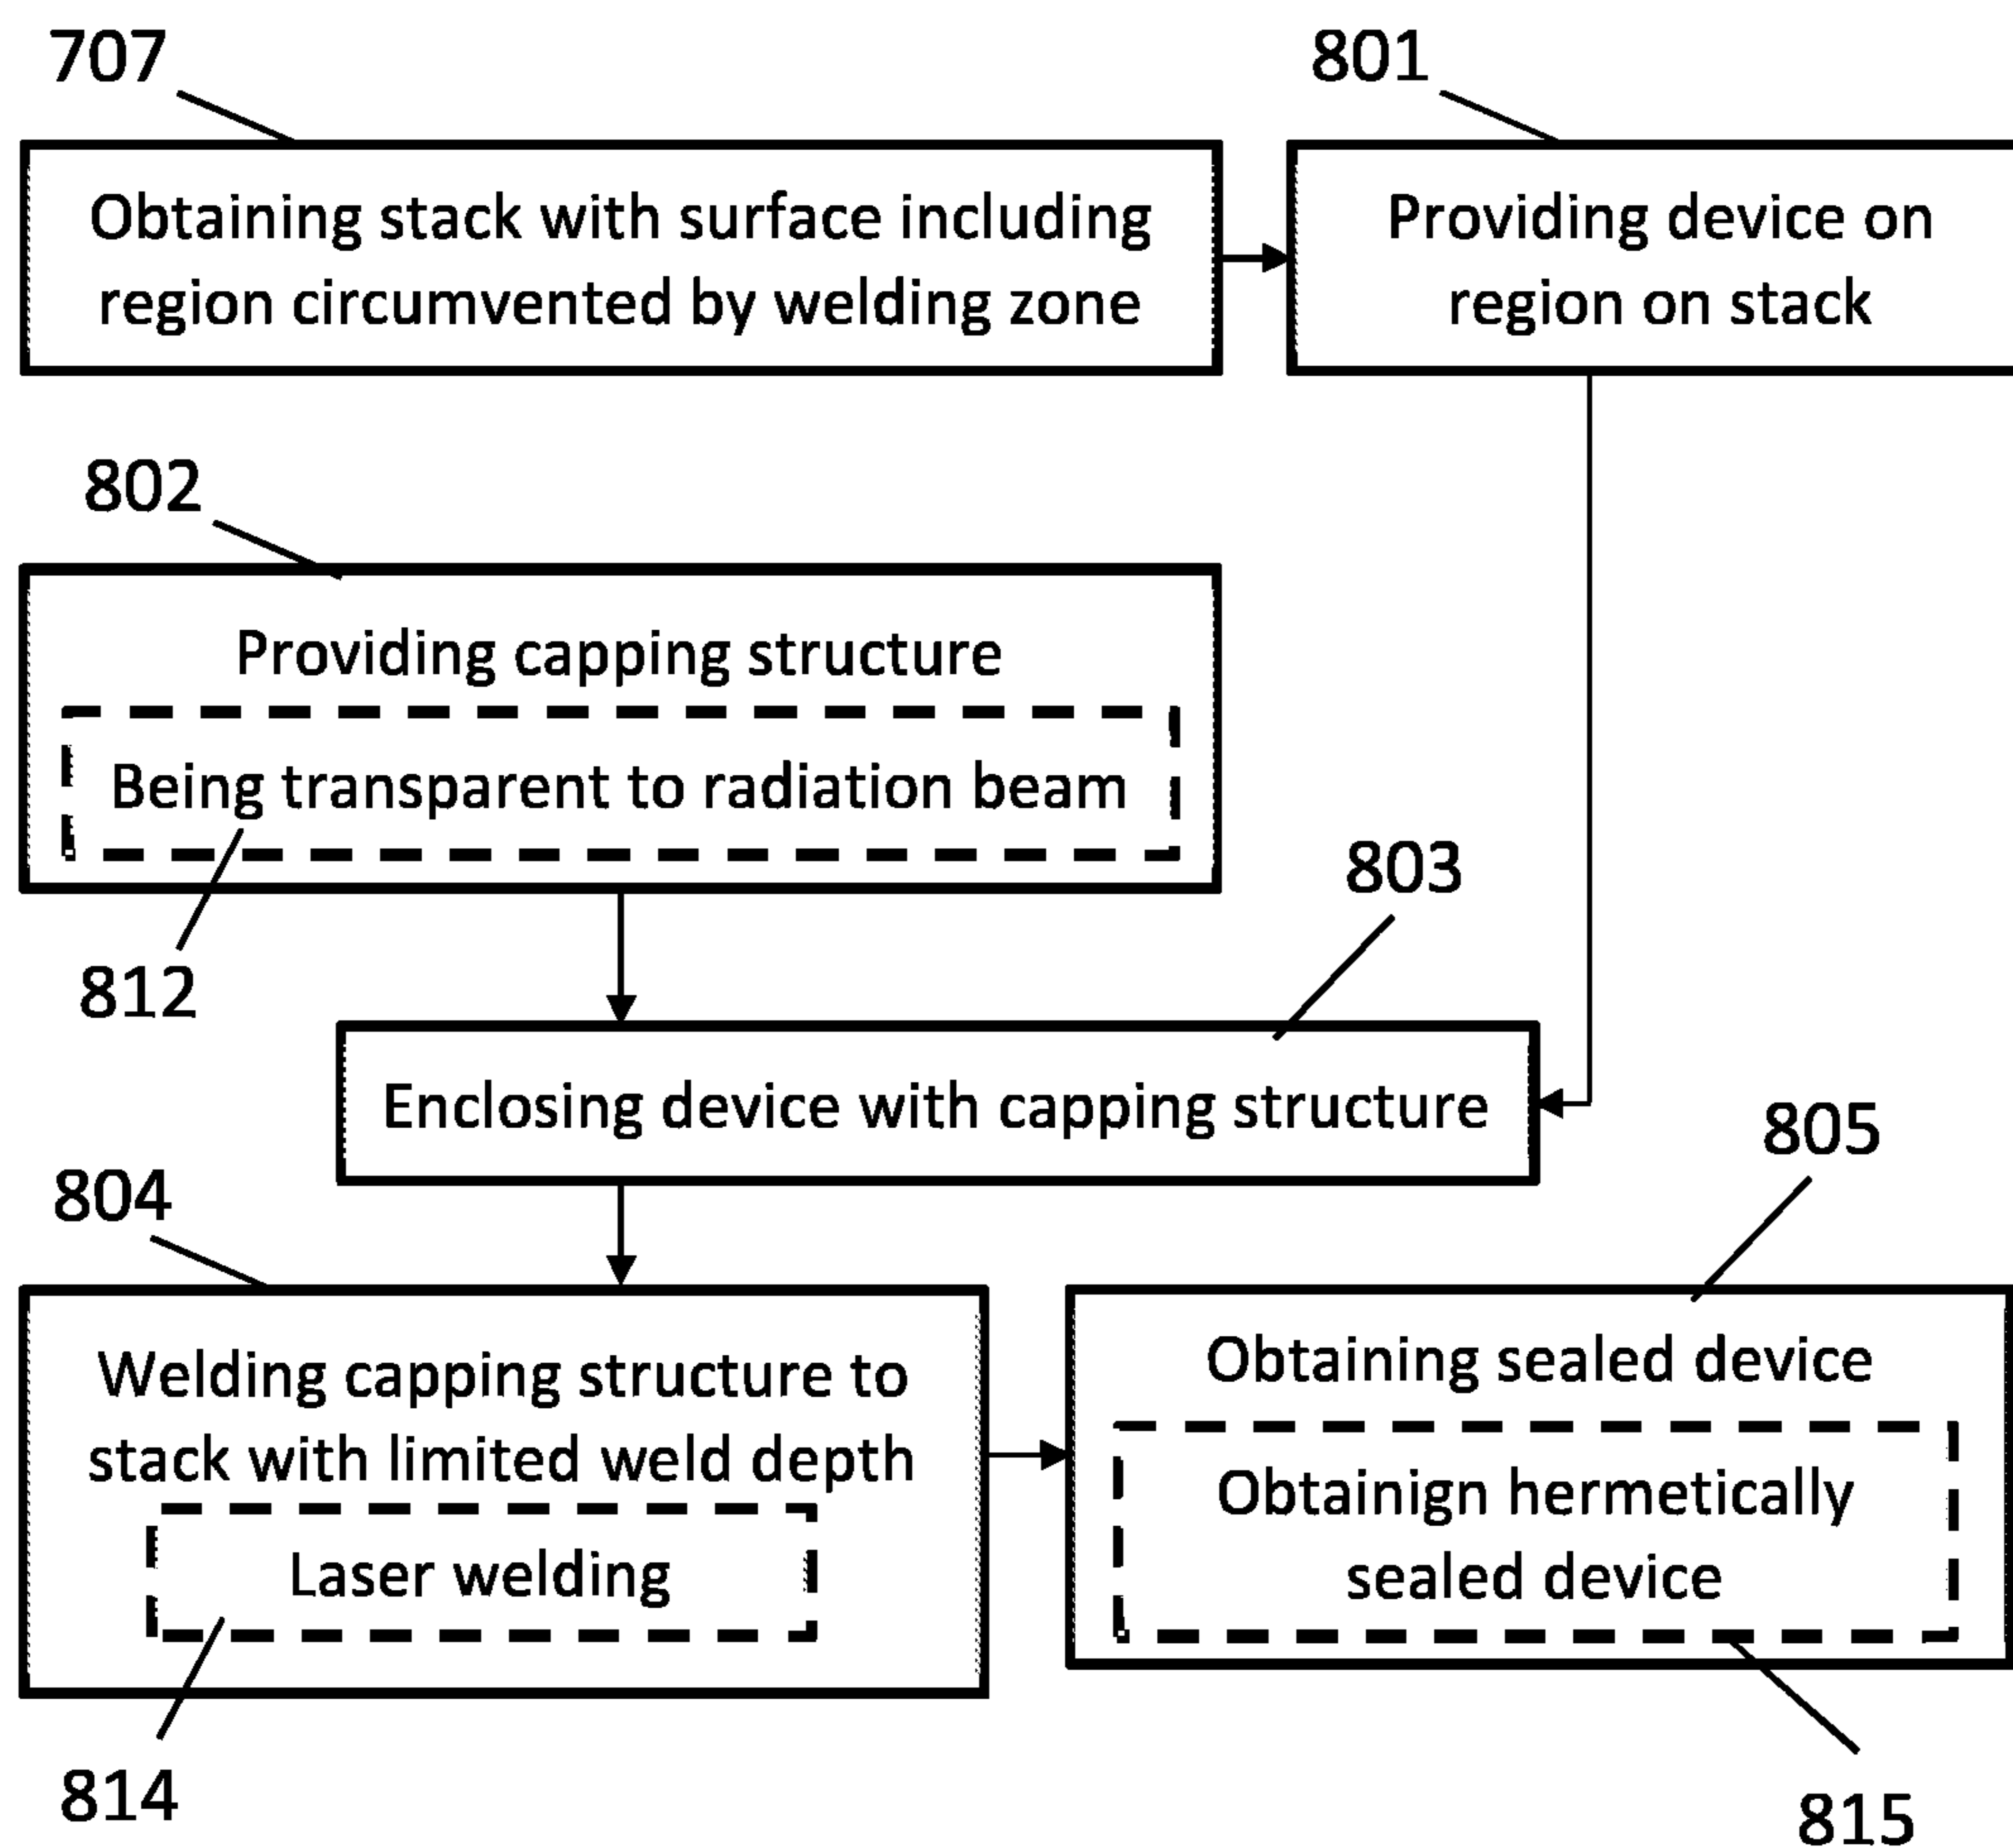 707
801
Obtaining stack with surface including
region circumvented by welding zone
Providing device on
region on stack
802
Providing capping structure
Being transparent to radiation beam
812
803
Enclosing device with capping structure
804
805
Welding capping structure to
stack with limited weld depth
Laser welding
814
Obtaining sealed device
Obtainign hermetically
sealed device
815